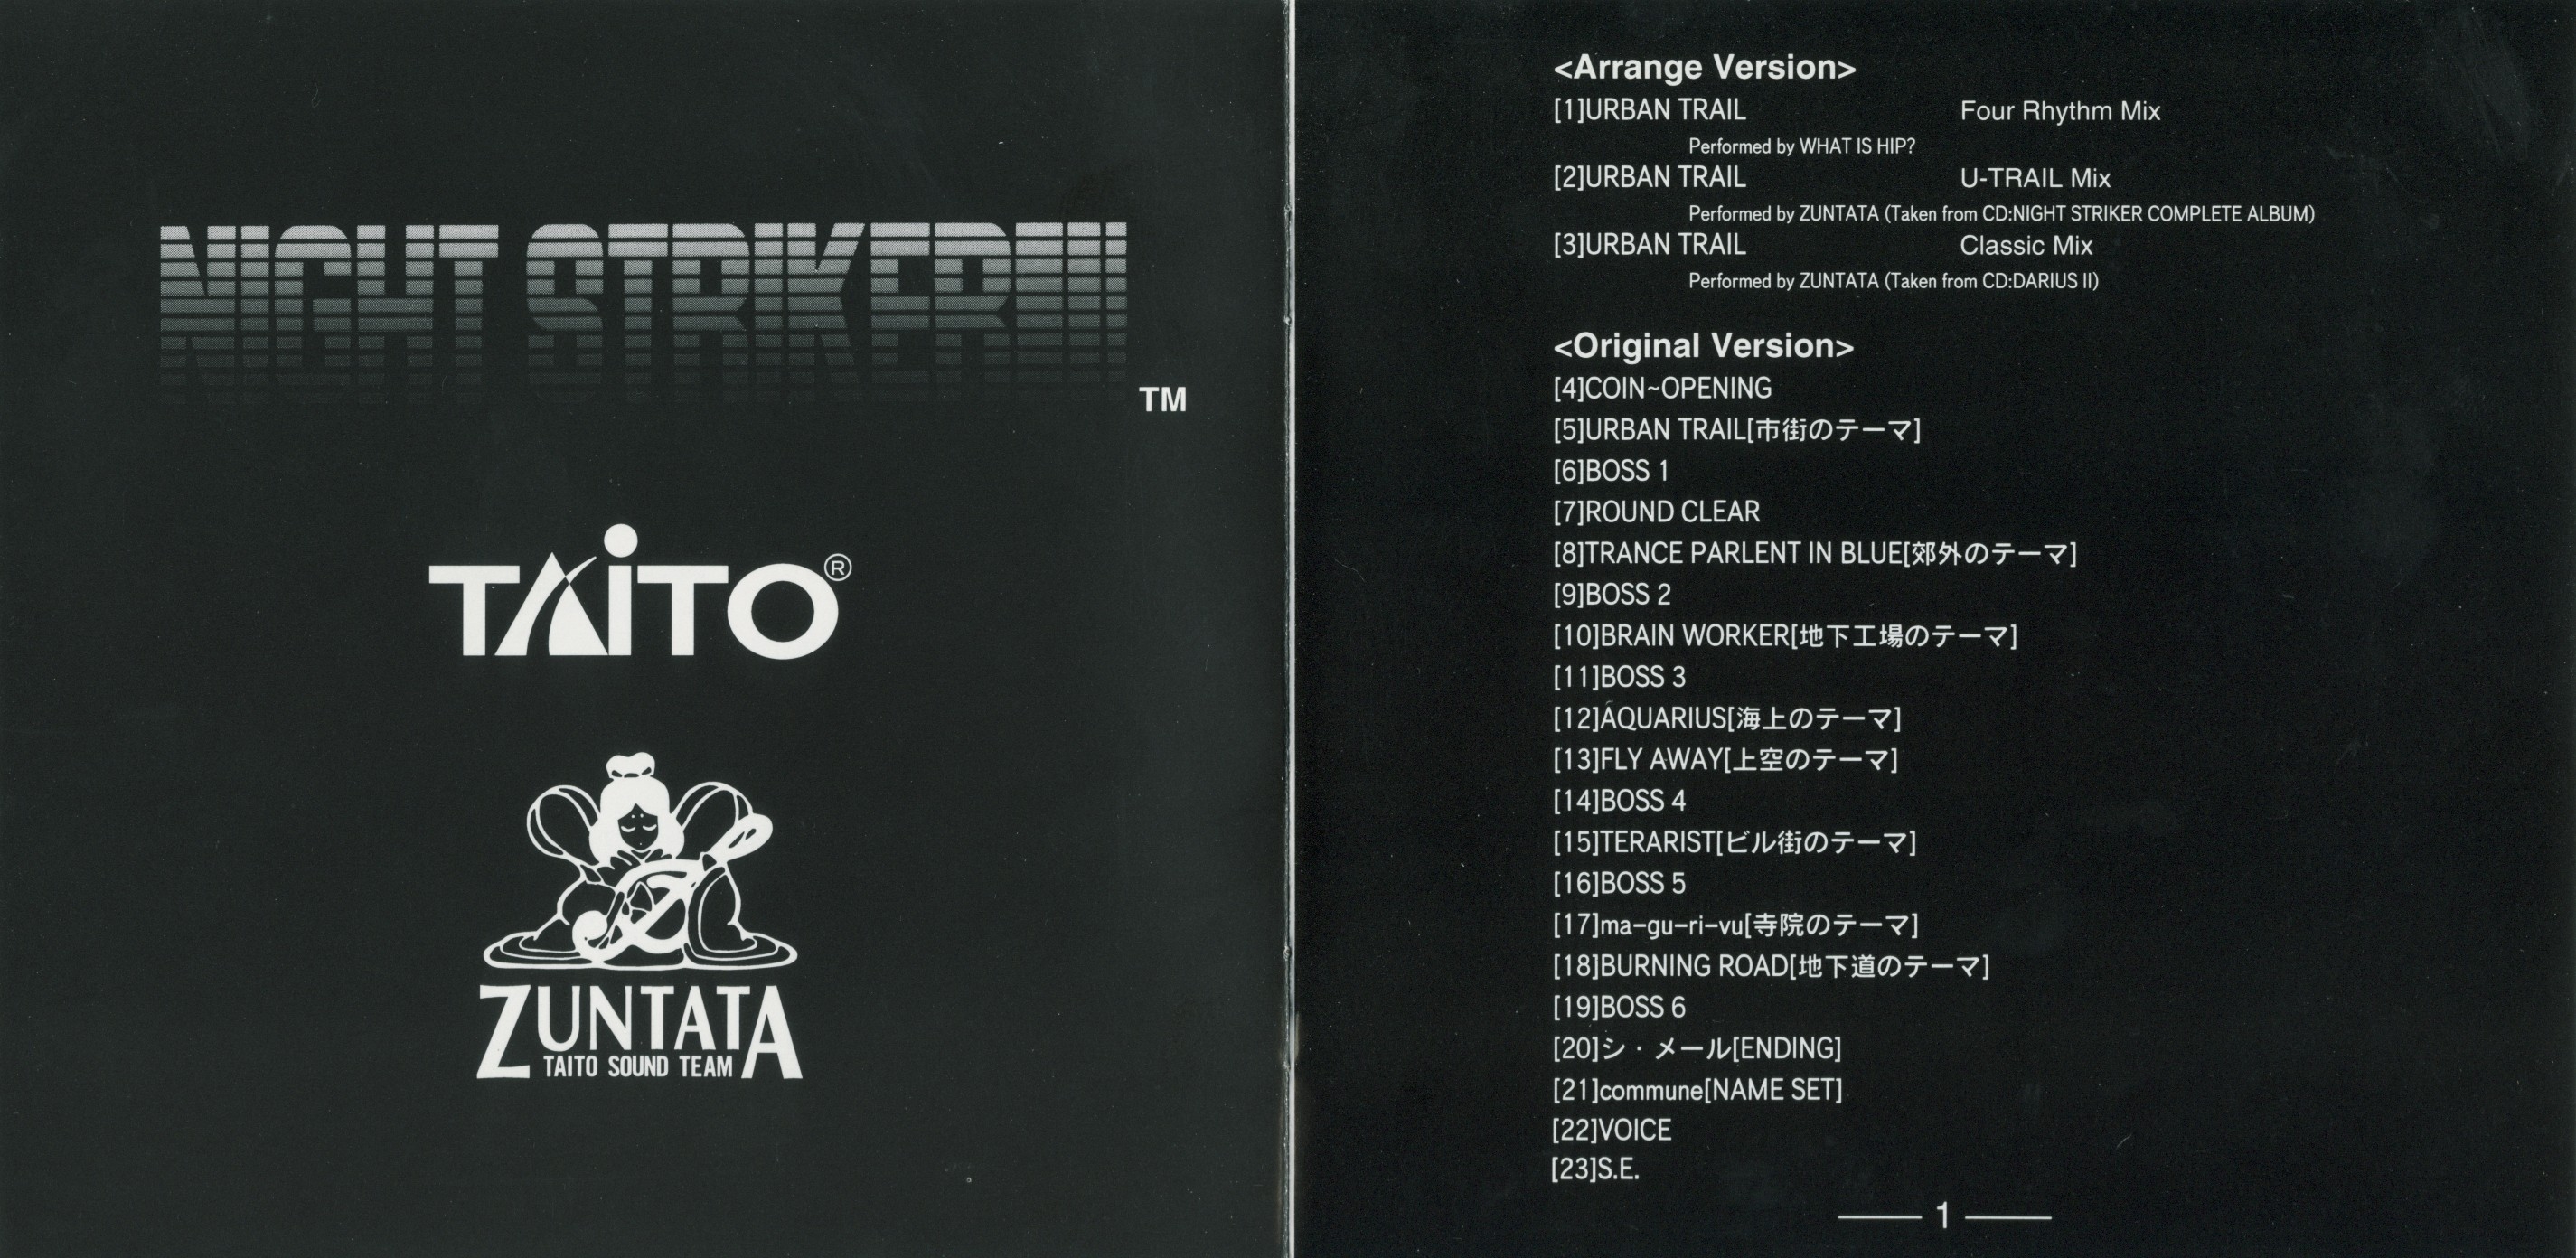 NIGHT STRIKER
TM
TAITO®
ZUNTATA
TAITO SOUND TEAM
<Arrange Version>
[1]URBAN TRAIL Four Rhythm Mix
Performed by WHAT IS HIP?
[2]URBAN TRAIL U-TRAIL Mix
Performed by ZUNTATA (Taken from CD:NIGHT STRIKER COMPLETE ALBUM)
[3]URBAN TRAIL Classic Mix
Performed by ZUNTATA (Taken from CD:DARIUS II)
<Original Version>
[4]COIN~OPENING
[5]URBAN TRAIL[市街のテーマ]
[6]BOSS 1
[7]ROUND CLEAR
[8]TRANCE PARLENT IN BLUE[郊外のテーマ]
[9]BOSS 2
[10]BRAIN WORKER[地下工場のテーマ]
[11]BOSS 3
[12]AQUARIUS[海上のテーマ]
[13]FLY AWAY[上空のテーマ]
[14]BOSS 4
[15]TERARIST[ビル街のテーマ]
[16]BOSS 5
[17]ma-gu-ri-vu[寺院のテーマ]
[18]BURNING ROAD[地下道のテーマ]
[19]BOSS 6
[20]シ・メール[ENDING]
[21]commune[NAME SET]
[22]VOICE
[23]S.E.
— 1 —